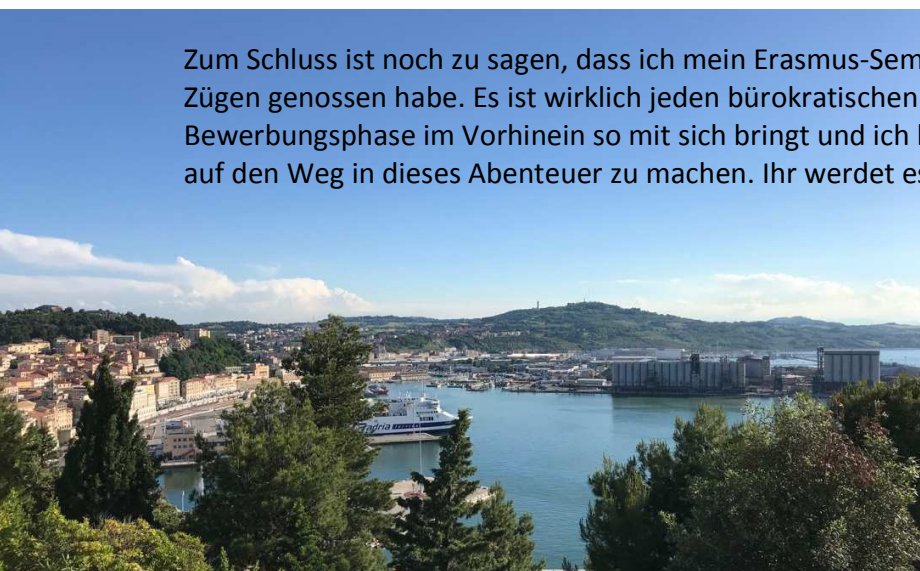 Zum Schluss ist noch zu sagen, dass ich mein Erasmus-Sem
Zügen genossen habe. Es ist wirklich jeden bürokratischen
Bewerbungsphase im Vorhinein so mit sich bringt und ich
auf den Weg in dieses Abenteuer zu machen. Ihr werdet es
adria